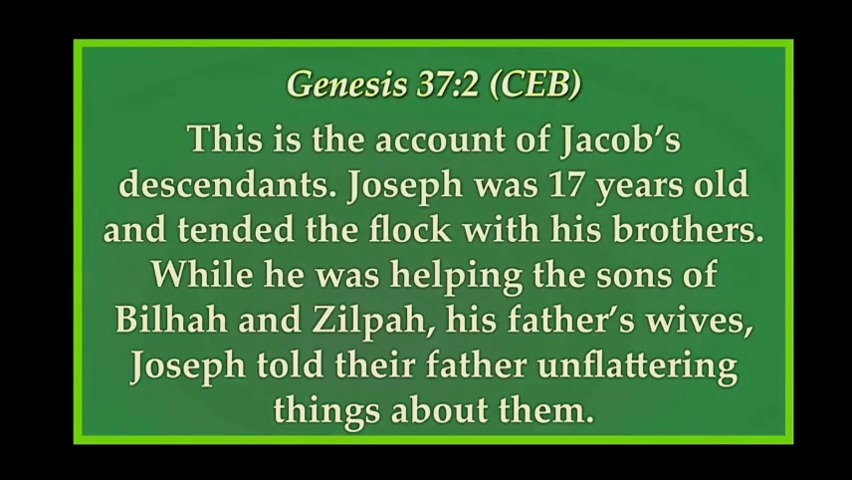 Genesis 37:2 (CEB)
This is the account of Jacob’s
descendants. Joseph was 17 years old
and tended the flock with his brothers.
While he was helping the sons of
Bilhah and Zilpah, his father’s wives,
Joseph told their father unflattering
things about them.